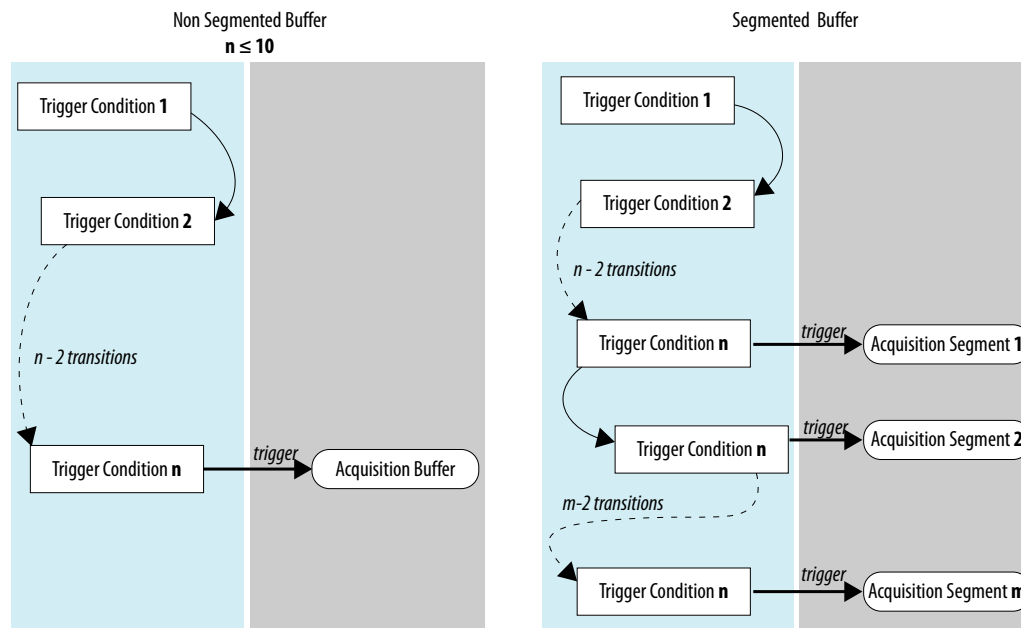 Non Segmented Buffer
n ≤ 10
Trigger Condition 1
Trigger Condition 2
n - 2 transitions
Trigger Condition n
trigger
Acquisition Buffer
Segmented Buffer
Trigger Condition 1
Trigger Condition 2
n - 2 transitions
Trigger Condition n
trigger
Acquisition Segment 1
Trigger Condition n
trigger
Acquisition Segment 2
m-2 transitions
Trigger Condition n
trigger
Acquisition Segment m